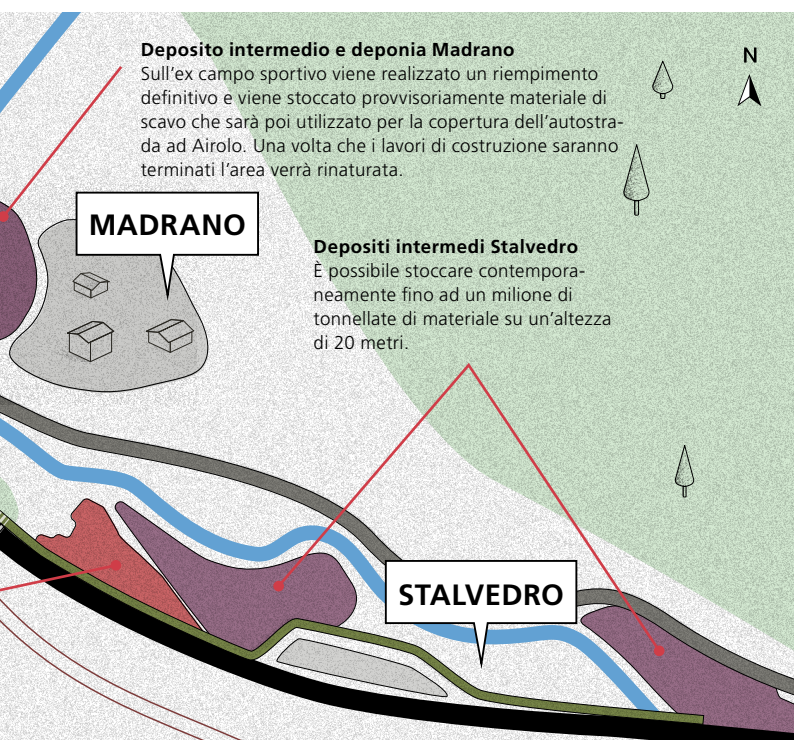 Deposito intermedio e deponia Madrano
Sull'ex campo sportivo viene realizzato un riempimento
definitivo e viene stoccato provvisoriamente materiale di
scavo che sarà poi utilizzato per la copertura dell'autostra-
da ad Airolo. Una volta che i lavori di costruzione saranno
terminati l'area verrà rinaturata.
N
MADRANO
Depositi intermedi Stalvedro
È possibile stoccare contempora-
neamente fino ad un milione di
tonnellate di materiale su un'altezza
di 20 metri.
STALVEDRO